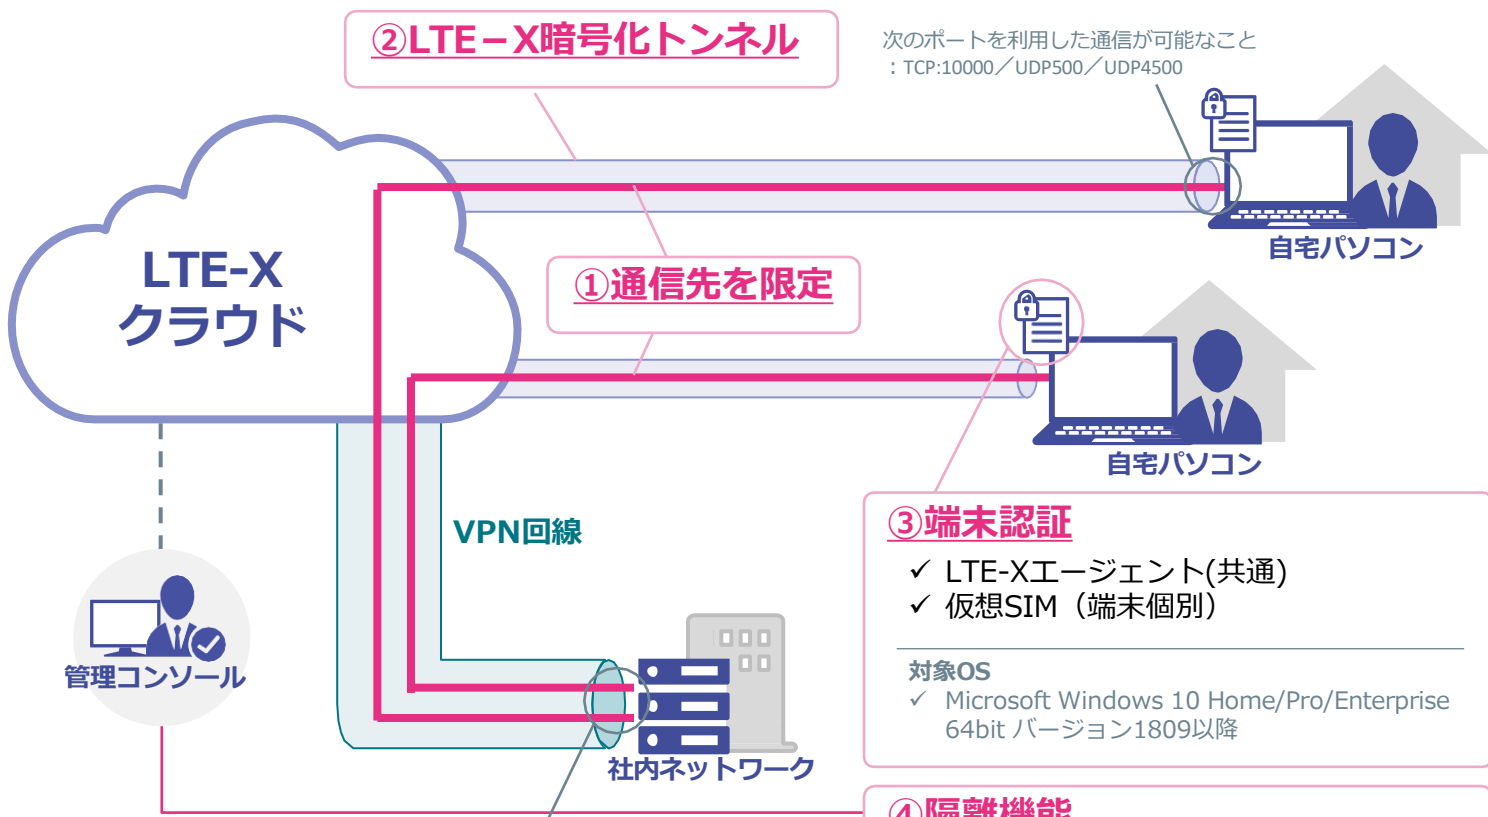 ②LTE－X暗号化トンネル
次のポートを利用した通信が可能なこと
：TCP:10000／UDP500／UDP4500
自宅パソコン
LTE-X
クラウド
①通信先を限定
自宅パソコン
VPN回線
③端末認証
✓ LTE-Xエージェント(共通)
✓ 仮想SIM（端末個別）
対象OS
✓ Microsoft Windows 10 Home/Pro/Enterprise
64bit バージョン1809以降
管理コンソール
社内ネットワーク
④隔離機能